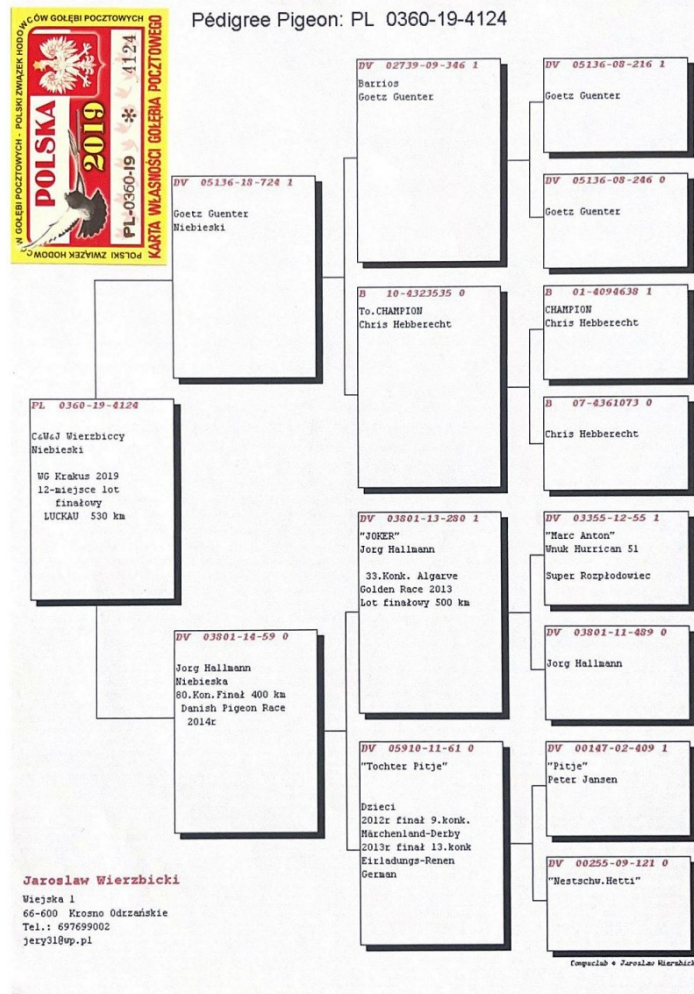 Pédigree Pigeon: PL 0360-19-4124
POLSKI ZWIĄZEK HODOWCÓW GOŁĘBI POCZTOWYCH
POLSKA
2019
PL-0360-19 * 4124
KARTA WŁASNOŚCI GOŁĘBIA POCZTOWEGO
PL 0360-19-4124
C&W&J Wierzbiccy
Niebieski
WG Krakus 2019
12-miejsce lot
finałowy
LUCKAU 530 km
DV 05136-18-724 1
Goetz Guenter
Niebieski
DV 03801-14-59 0
Jorg Hallmann
Niebieska
80.Kon.Finał 400 km
Danish Pigeon Race
2014r
DV 02739-09-346 1
Barrios
Goetz Guenter
B 10-4323535 0
To.CHAMPION
Chris Hebberecht
DV 03801-13-280 1
"JOKER"
Jorg Hallmann
33.Konk. Algarve
Golden Race 2013
Lot finałowy 500 km
DV 05910-11-61 0
"Tochter Pitje"
Dzieci
2012r finał 9.konk.
Märchenland-Derby
2013r finał 13.konk
Eirladungs-Renen
German
DV 05136-08-216 1
Goetz Guenter
DV 05136-08-246 0
Goetz Guenter
B 01-4094638 1
CHAMPION
Chris Hebberecht
B 07-4361073 0
Chris Hebberecht
DV 03355-12-55 1
"Marc Anton"
Wnuk Hurrican 51
Super Rozpłodowiec
DV 03801-11-489 0
Jorg Hallmann
DV 00147-02-409 1
"Pitje"
Peter Jansen
DV 00255-09-121 0
"Nestschw.Hetti"
Jaroslaw Wierzbicki
Wiejska 1
66-600 Krosno Odrzańskie
Tel.: 697699002
jery31@wp.pl
Compuclub © Jaroslaw Wierzbick